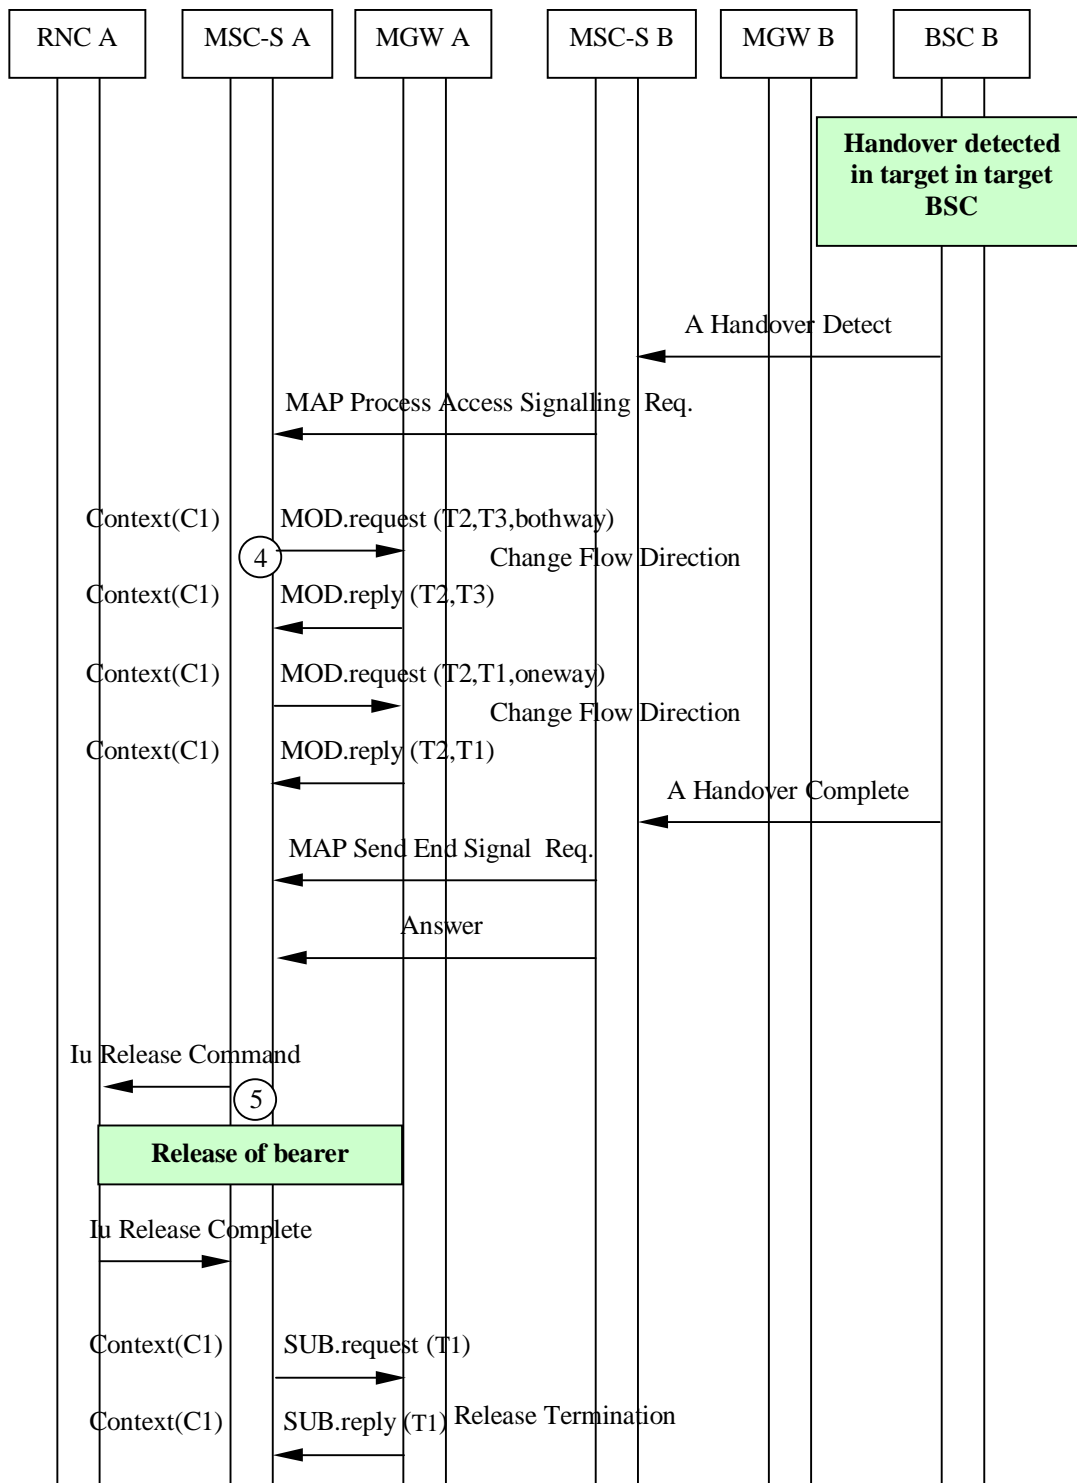 RNC A MSC-S A MGW A MSC-S B MGW B BSC B
Handover detected
in target in target
BSC
A Handover Detect
MAP Process Access Signalling Req.
Context(C1) MOD.request (T2,T3,bothway)
4 Change Flow Direction
Context(C1) MOD.reply (T2,T3)
Context(C1) MOD.request (T2,T1,oneway)
Change Flow Direction
Context(C1) MOD.reply (T2,T1)
A Handover Complete
MAP Send End Signal Req.
Answer
Iu Release Command
5
Release of bearer
Iu Release Complete
Context(C1) SUB.request (T1)
Context(C1) SUB.reply (T1) Release Termination